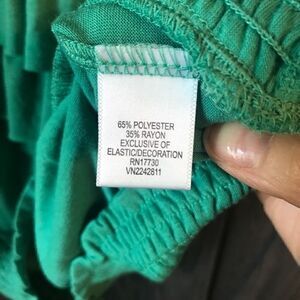 65% POLYESTER
35% RAYON
EXCLUSIVE OF
ELASTIC/DECORATION
RN17730
VN2242811